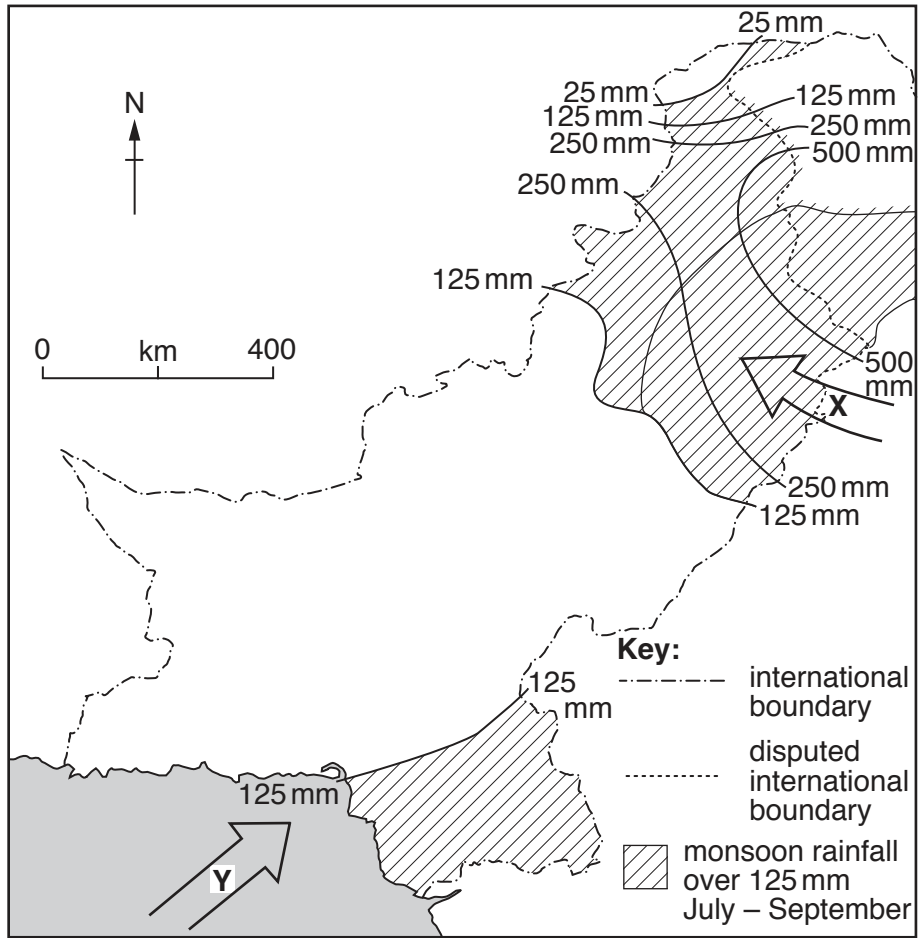 25 mm
N
25 mm
125 mm
125 mm
250 mm
250 mm
500 mm
250 mm
125 mm
0 km 400
500
mm
X
250 mm
125 mm
Key:
125
mm
international
boundary
disputed
international
boundary
125 mm
Y
monsoon rainfall
over 125 mm
July – September